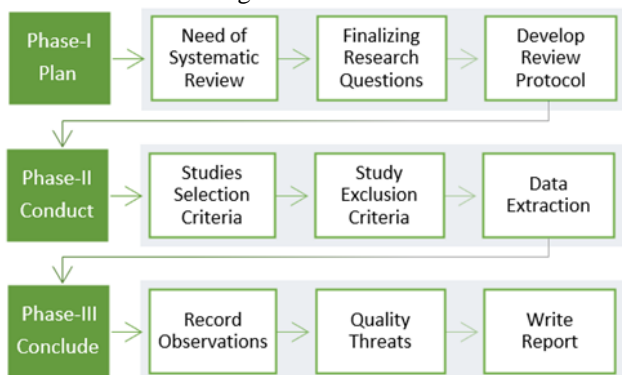 Phase-I
Plan
Need of
Systematic
Review
Finalizing
Research
Questions
Develop
Review
Protocol
Phase-II
Conduct
Studies
Selection
Criteria
Study
Exclusion
Criteria
Data
Extraction
Phase-III
Conclude
Record
Observations
Quality
Threats
Write
Report